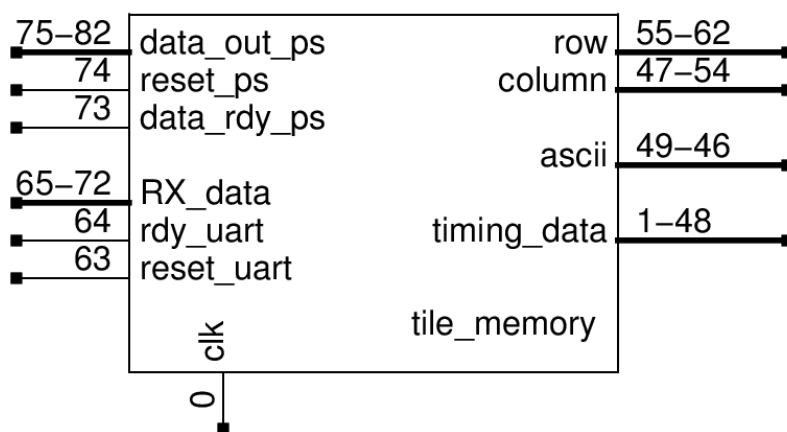 75–82 data_out_ps row 55–62
74 reset_ps column 47–54
73 data_rdy_ps
ascii 49–46
65–72 RX_data
64 rdy_uart timing_data 1–48
63 reset_uart
tile_memory
clk
0